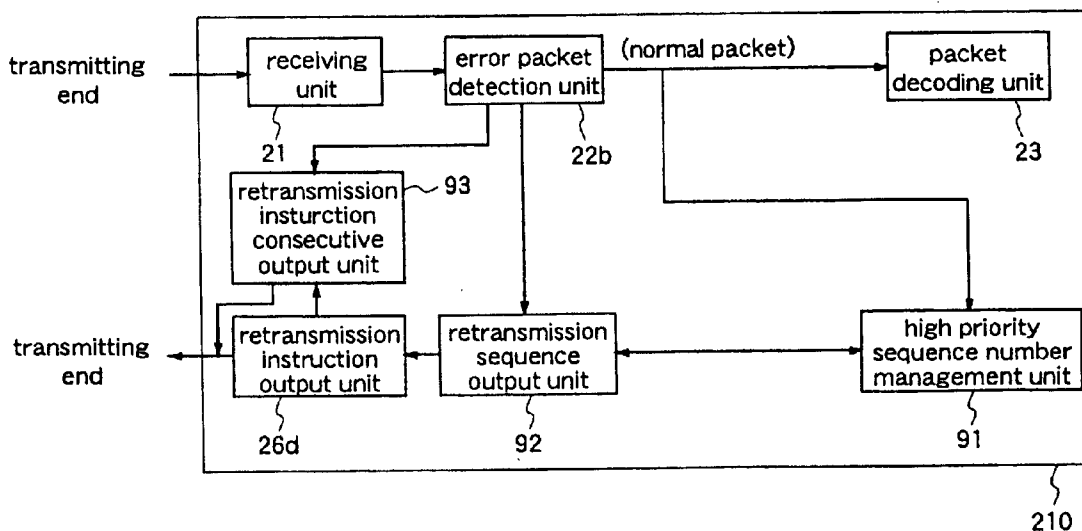 transmitting
end
receiving
unit
21
error packet
detection unit
22b
(normal packet)
packet
decoding unit
23
retransmission
insturction
consecutive
output unit
93
transmitting
end
retransmission
instruction
output unit
26d
retransmission
sequence
output unit
92
high priority
sequence number
management unit
91
210